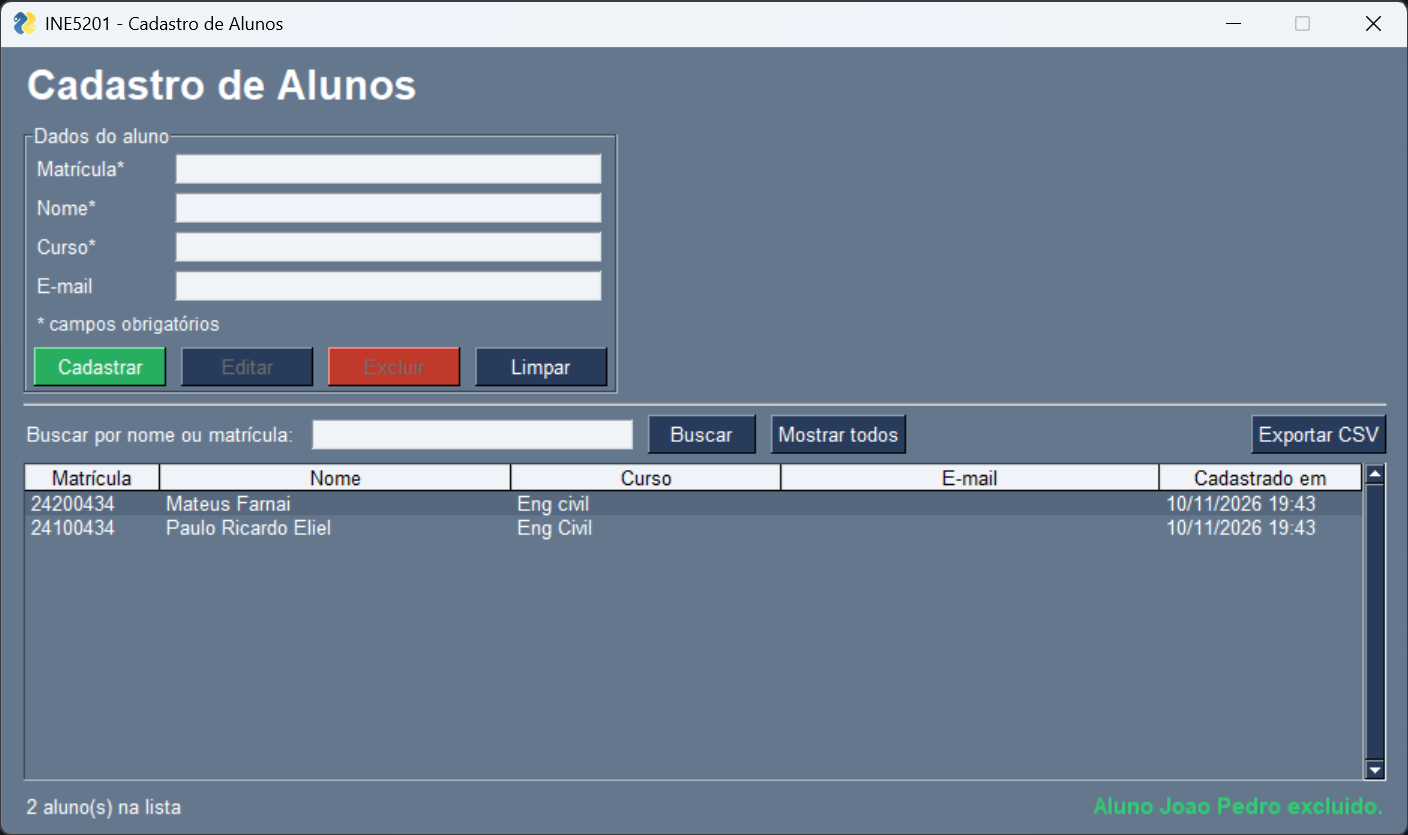 INE5201 - Cadastro de Alunos
Cadastro de Alunos
Dados do aluno
Matrícula*
Nome*
Curso*
E-mail
* campos obrigatórios
Cadastrar Editar Excluir Limpar
Buscar por nome ou matrícula: Buscar Mostrar todos Exportar CSV
Matrícula Nome Curso E-mail Cadastrado em
24200434 Mateus Farnai Eng civil 10/11/2026 19:43
24100434 Paulo Ricardo Eliel Eng Civil 10/11/2026 19:43
2 aluno(s) na lista Aluno Joao Pedro excluido.